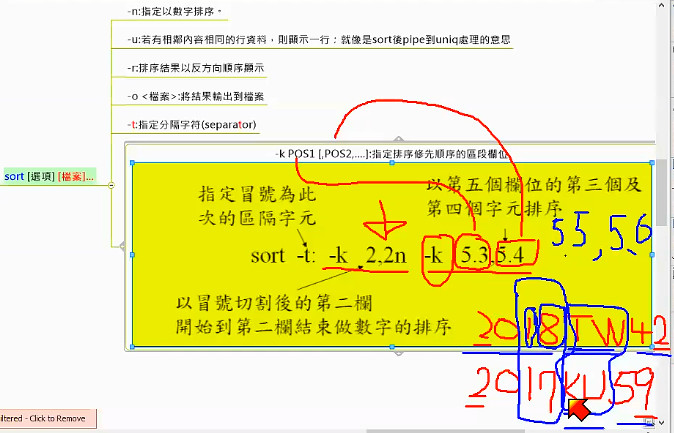 -n:指定以數字排序。
-u:若有相鄰內容相同的行資料，則顯示一行；就像是sort後pipe到uniq處理的意思
-r:排序結果以反方向順序顯示
-o <檔案>:將結果輸出到檔案
-t:指定分隔字符(separator)
-k POS1 [,POS2,....]:指定排序修先順序的區段欄位
sort [選項] [檔案]...
指定冒號為此
次的區隔字元
以第五個欄位的第三個及
第四個字元排序
5.5,5.6
sort -t: -k 2,2n -k 5.3,5.4
以冒號切割後的第二欄
開始到第二欄結束做數字的排序
2018TW42
2017KU59
iltered - Click to Remove